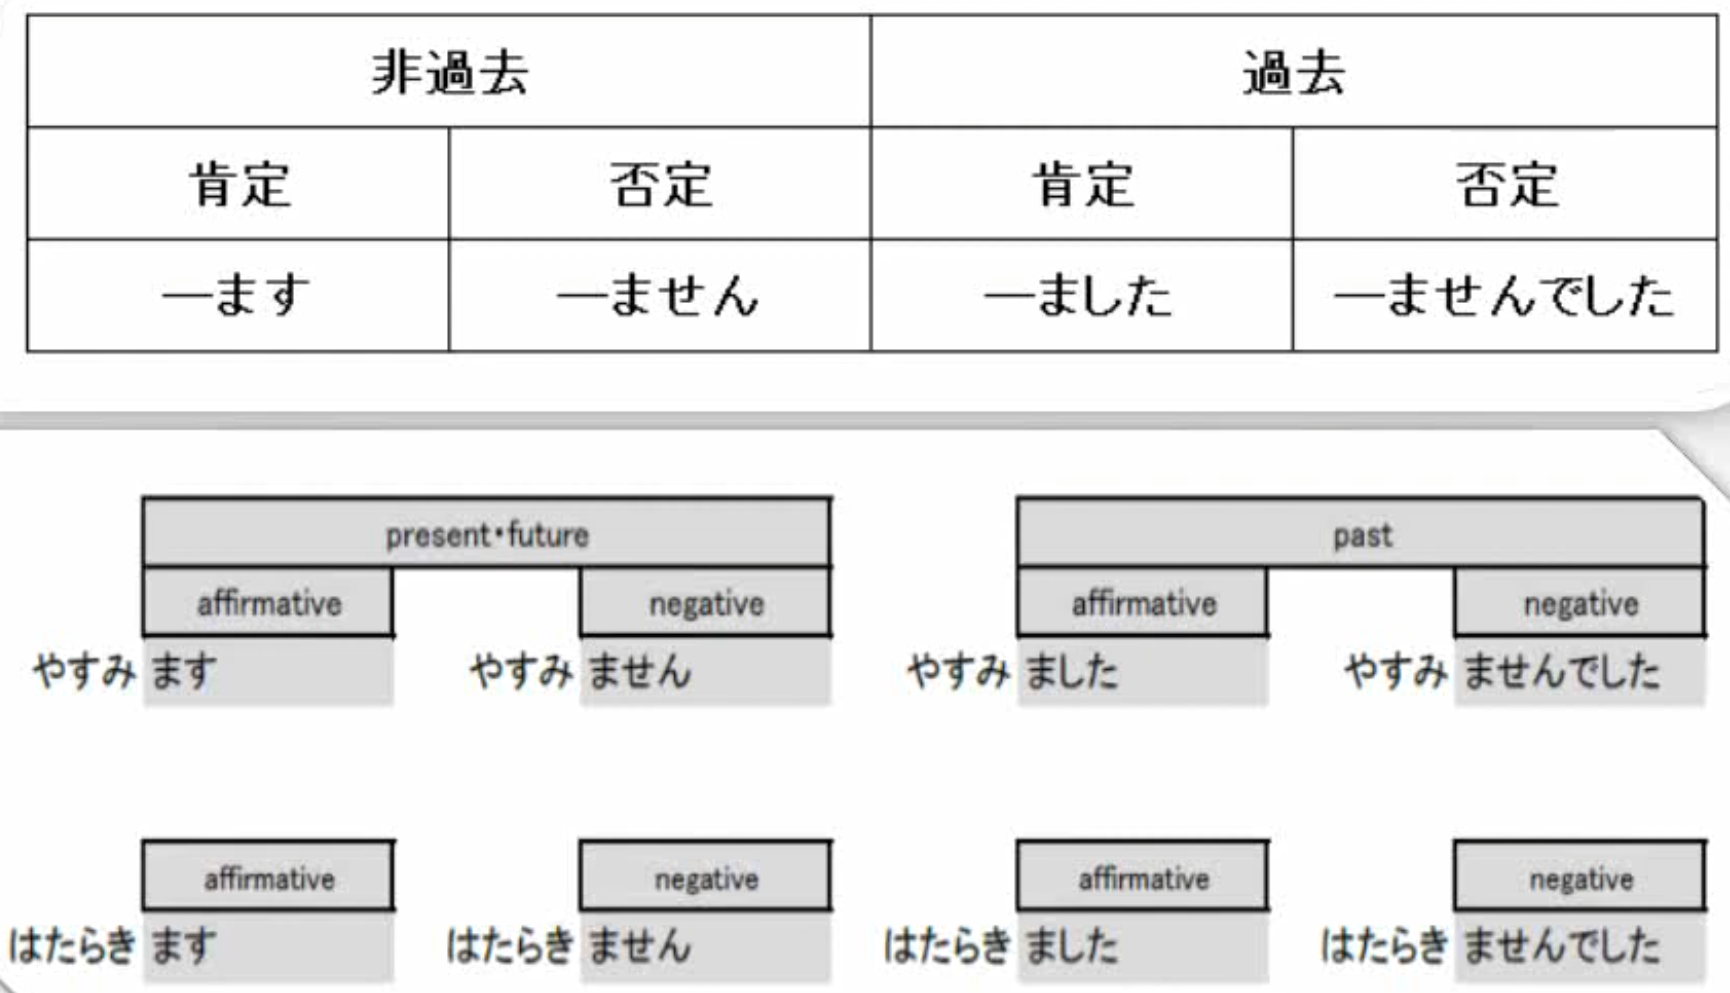 非過去 過去
肯定 否定 肯定 否定
―ます ―ません ―ました ―ませんでした
present・future past
affirmative negative affirmative negative
やすみ ます やすみ ません やすみ ました やすみ ませんでした
affirmative negative affirmative negative
はたらき ます はたらき ません はたらき ました はたらき ませんでした